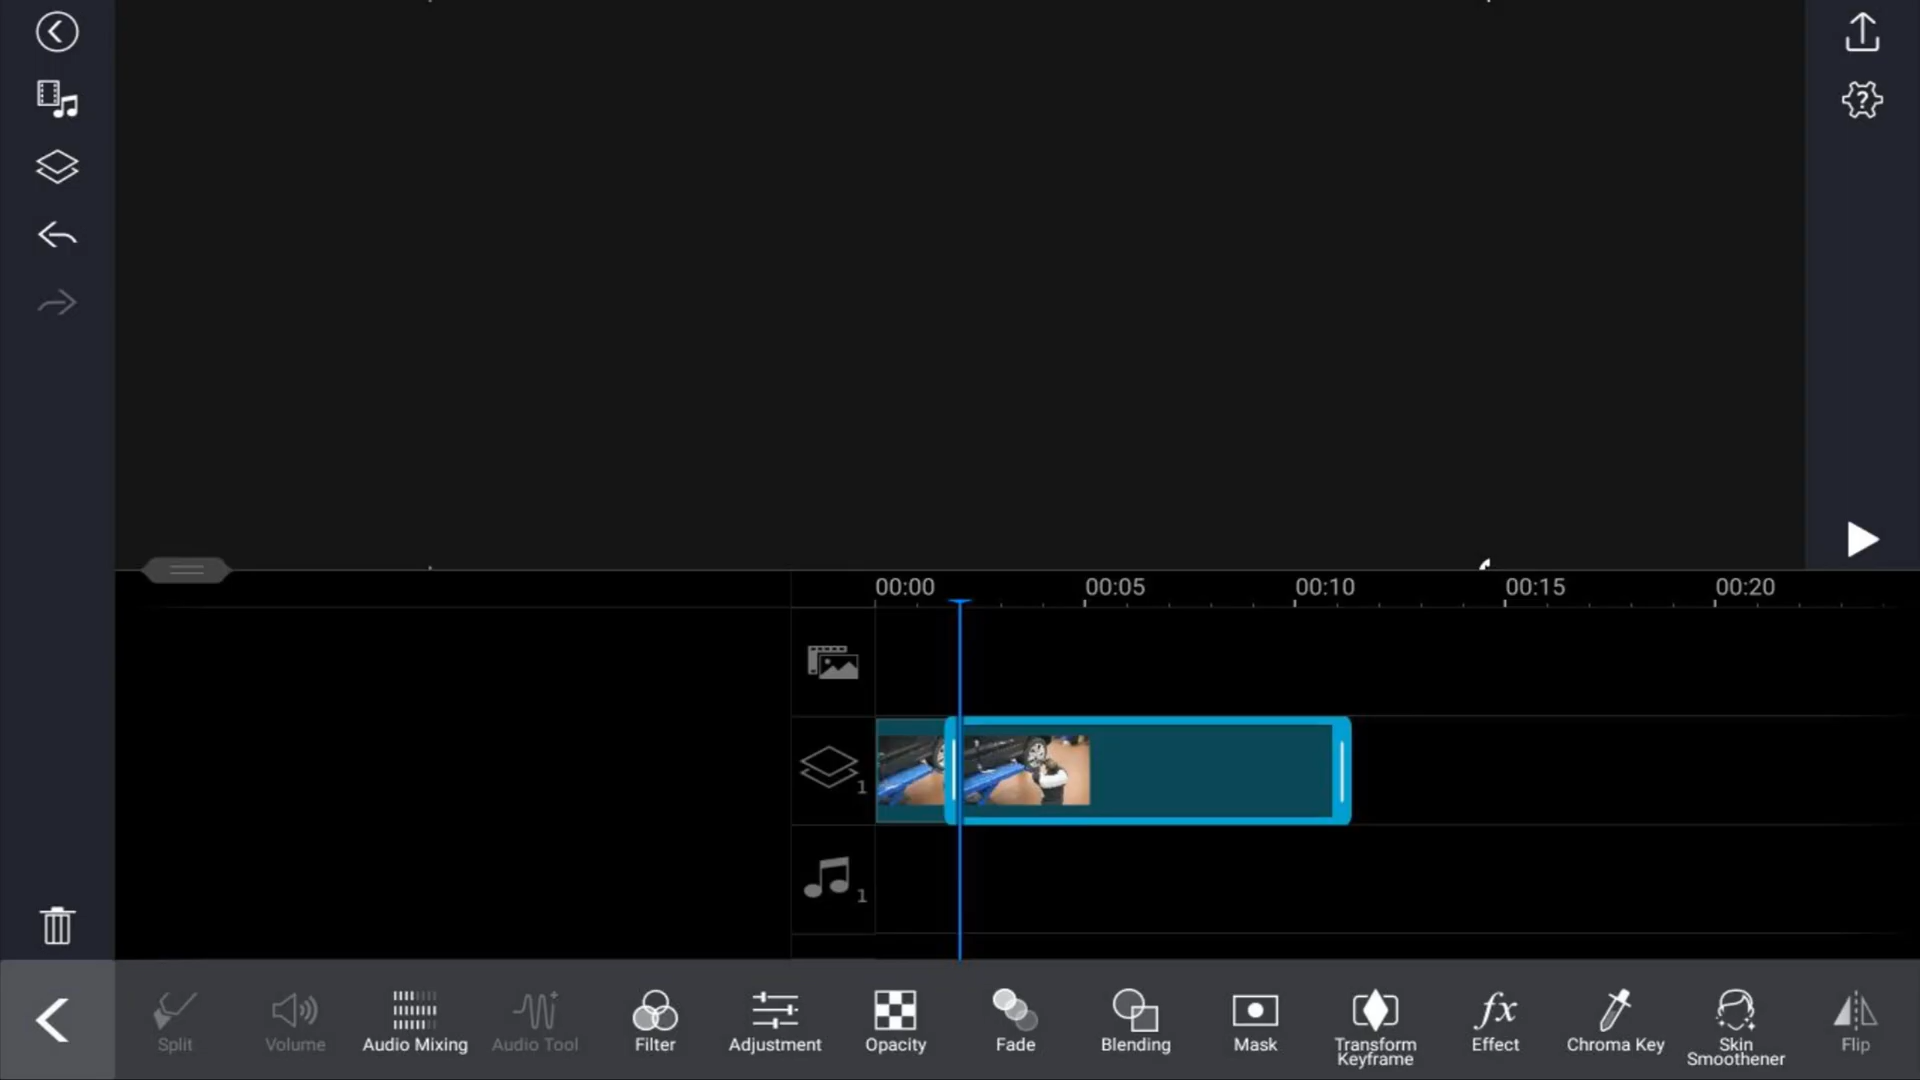 00:00
00:05
00:10
00:15
00:20
1
1
Split
Volume
Audio Mixing
Audio Tool
Filter
Adjustment
Opacity
Fade
Blending
Mask
Transform
Keyframe
Effect
Chroma Key
Skin
Smoothener
Flip